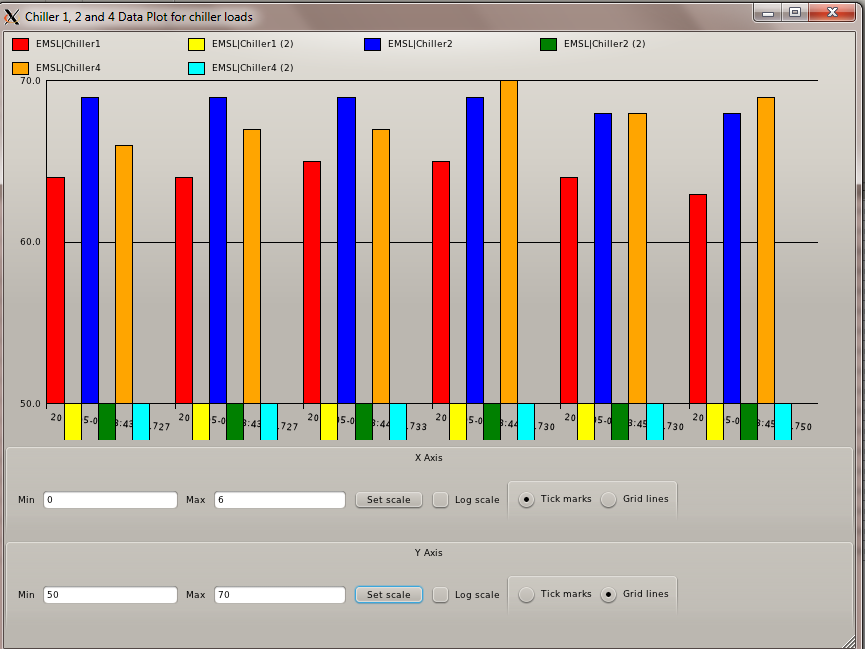 Chiller 1, 2 and 4 Data Plot for chiller loads
EMSL|Chiller1 EMSL|Chiller1 (2) EMSL|Chiller2 EMSL|Chiller2 (2)
EMSL|Chiller4 EMSL|Chiller4 (2)
70.0
60.0
50.0
20 5-0 3:43 .727 20 5-0 3:43 .727 20 05-0 3:44 .733 20 5-0 3:44 .730 20 05-0 3:45 .730 20 5-0 3:45 .750
X Axis
Min 0 Max 6 Set scale Log scale Tick marks Grid lines
Y Axis
Min 50 Max 70 Set scale Log scale Tick marks Grid lines